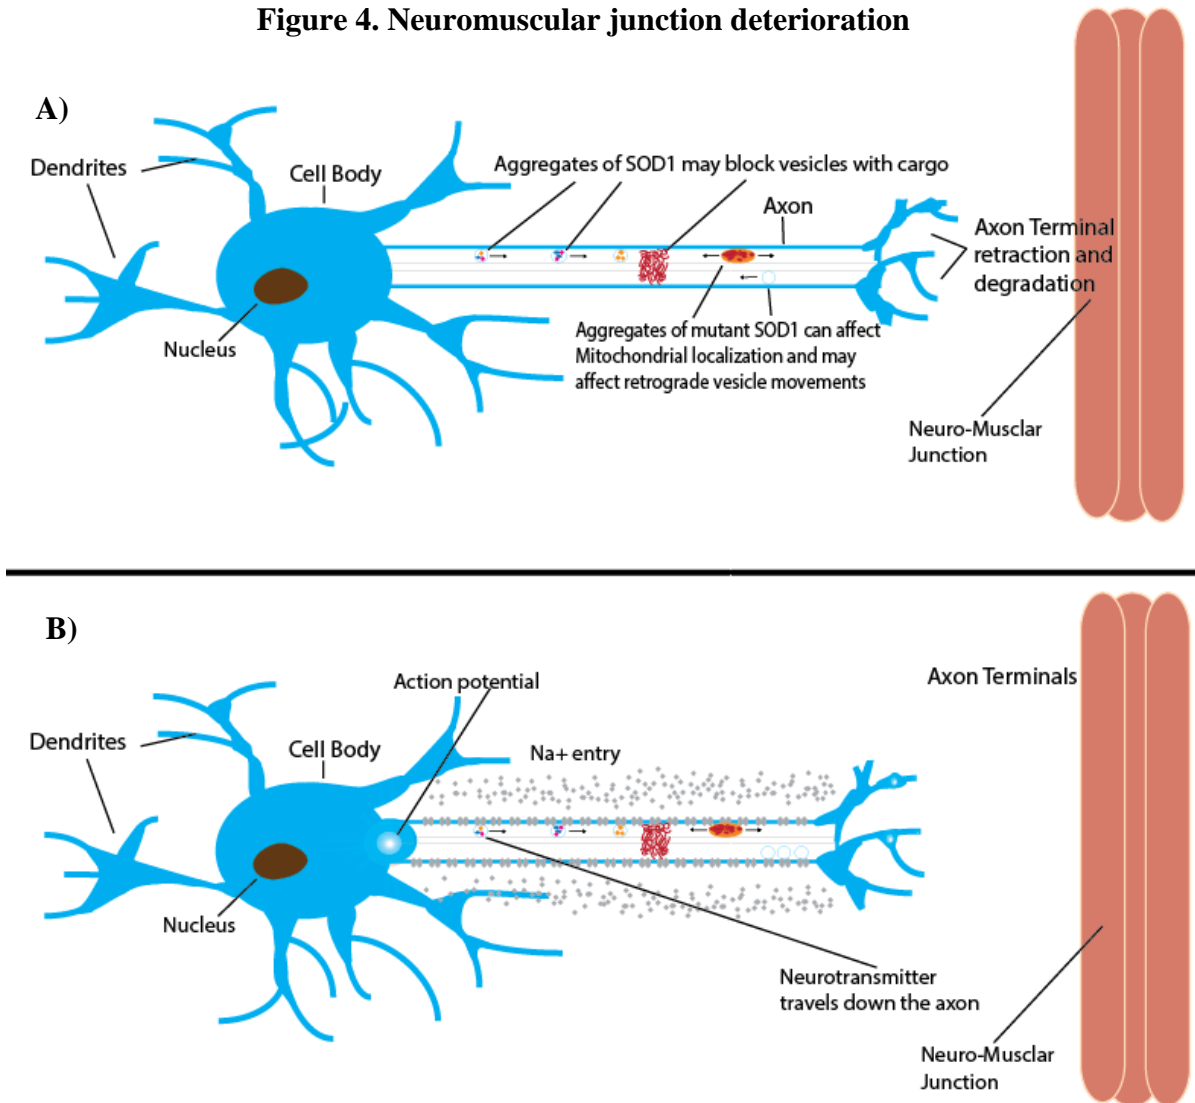 Figure 4. Neuromuscular junction deterioration
A)
Dendrites
Cell Body
Aggregates of SOD1 may block vesicles with cargo
Axon
Axon Terminal
retraction and
degradation
Nucleus
Aggregates of mutant SOD1 can affect
Mitochondrial localization and may
affect retrograde vesicle movements
Neuro-Musclar
Junction
B)
Action potential
Axon Terminals
Dendrites
Cell Body
Na+ entry
Nucleus
Neurotransmitter
travels down the axon
Neuro-Musclar
Junction